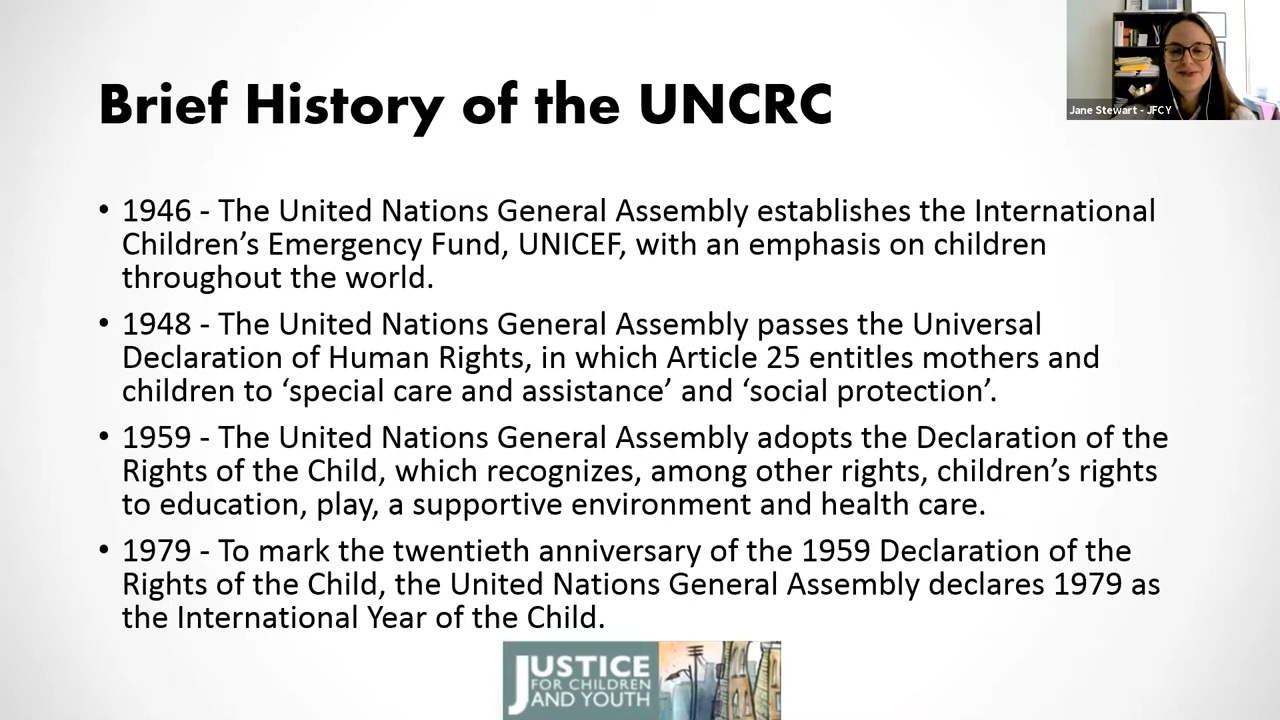 Brief History of the UNCRC
Jane Stewart - JFCY
• 1946 - The United Nations General Assembly establishes the International
Children’s Emergency Fund, UNICEF, with an emphasis on children
throughout the world.
• 1948 - The United Nations General Assembly passes the Universal
Declaration of Human Rights, in which Article 25 entitles mothers and
children to ‘special care and assistance’ and ‘social protection’.
• 1959 - The United Nations General Assembly adopts the Declaration of the
Rights of the Child, which recognizes, among other rights, children’s rights
to education, play, a supportive environment and health care.
• 1979 - To mark the twentieth anniversary of the 1959 Declaration of the
Rights of the Child, the United Nations General Assembly declares 1979 as
the International Year of the Child.
JUSTICE
FOR CHILDREN
AND YOUTH